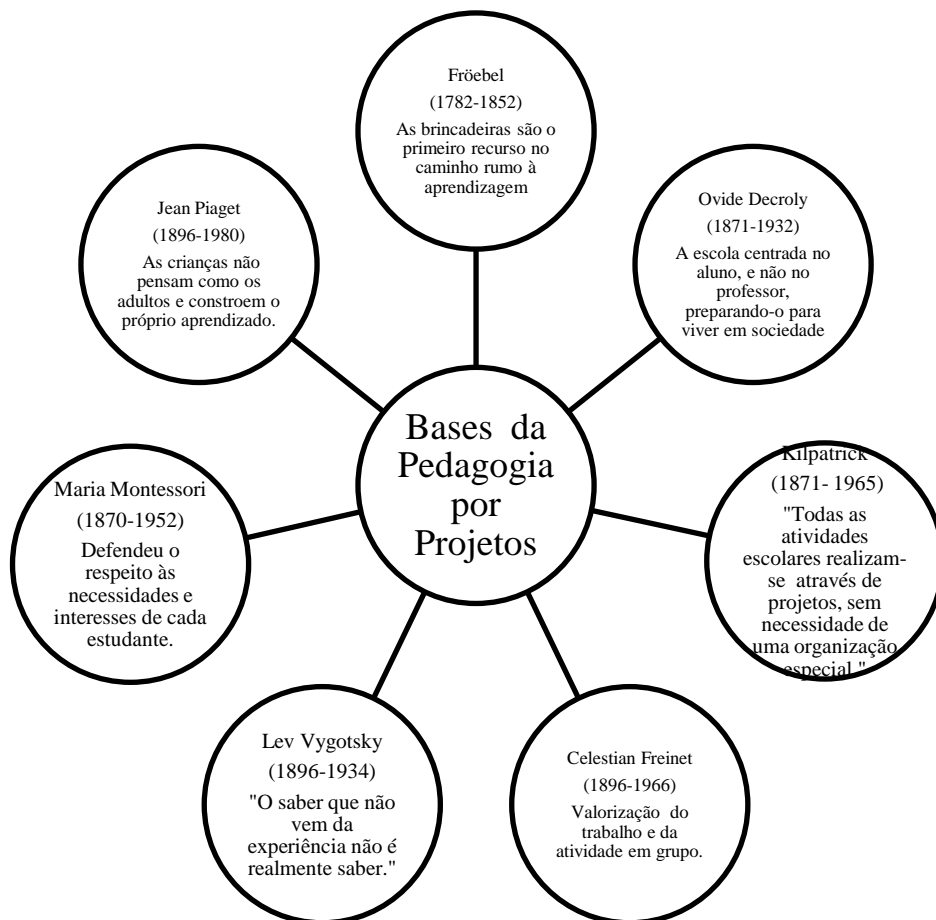 Fröebel
(1782-1852)
As brincadeiras são o
primeiro recurso no
caminho rumo à
aprendizagem
Jean Piaget
(1896-1980)
As crianças não
pensam como os
adultos e constroem o
próprio aprendizado.
Ovide Decroly
(1871-1932)
A escola centrada no
aluno, e não no
professor,
preparando-o para
viver em sociedade
Bases da
Pedagogia
por
Projetos
Maria Montessori
(1870-1952)
Defendeu o
respeito às
necessidades e
interesses de cada
estudante.
Kilpatrick
(1871- 1965)
"Todas as
atividades
escolares realizam-
se através de
projetos, sem
necessidade de
uma organização
especial."
Lev Vygotsky
(1896-1934)
"O saber que não
vem da
experiência não é
realmente saber."
Celestian Freinet
(1896-1966)
Valorização do
trabalho e da
atividade em grupo.